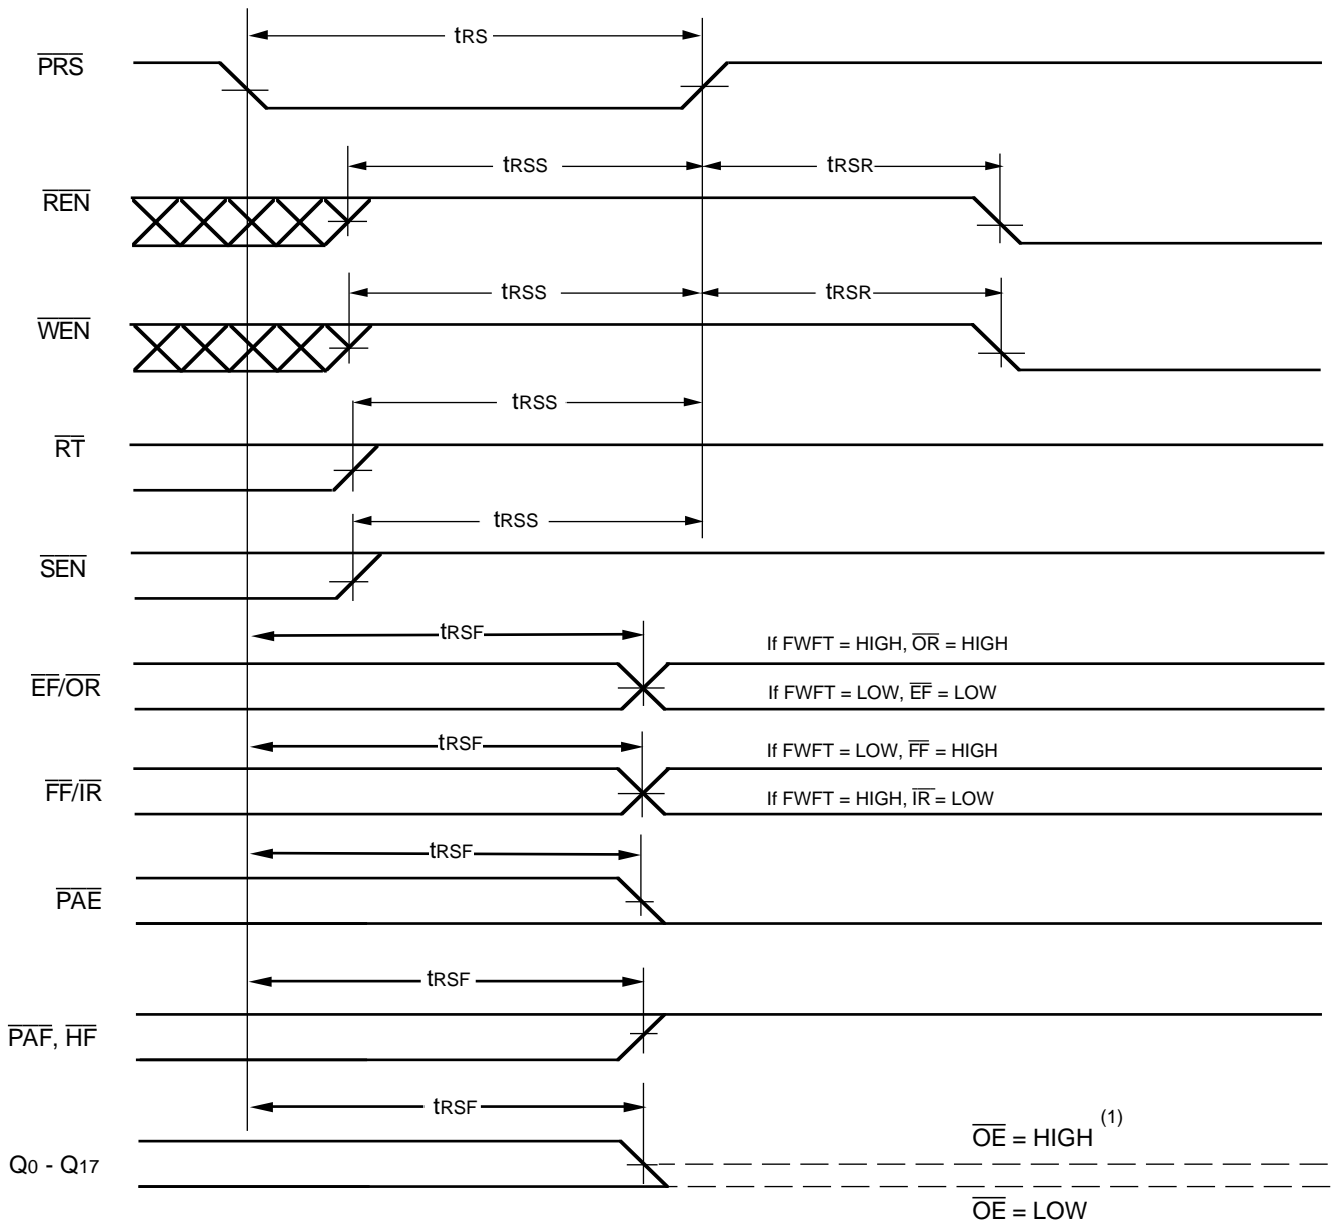 tRS
PRS
tRSS tRSR
REN
tRSS tRSR
WEN
tRSS
RT
tRSS
SEN
tRSF
If FWFT = HIGH, OR = HIGH
EF/OR
If FWFT = LOW, EF = LOW
tRSF
If FWFT = LOW, FF = HIGH
FF/IR
If FWFT = HIGH, IR = LOW
tRSF
PAE
tRSF
PAF, HF
tRSF
OE = HIGH (1)
Q0 - Q17
OE = LOW